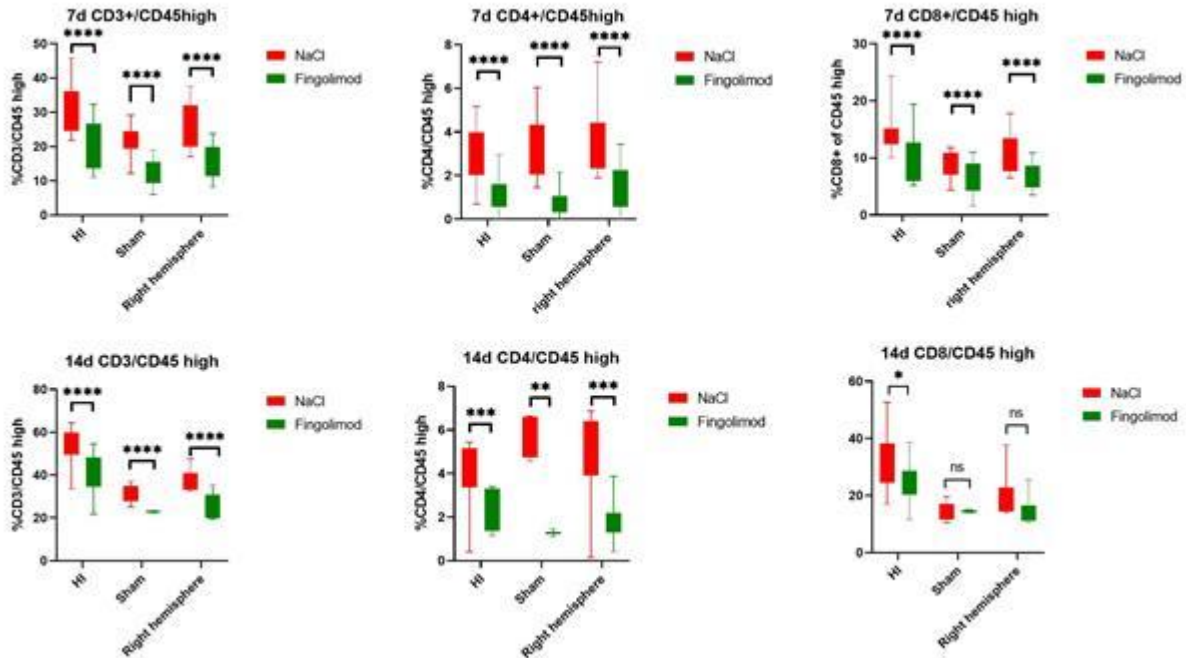 7d CD3+/CD45high
50
40
30
20
10
0
%CD3/CD45 high
****
****
****
NaCl
Fingolimod
HI
Sham
Right hemisphere
7d CD4+/CD45high
8
6
4
2
0
%CD4/CD45 high
****
****
****
NaCl
Fingolimod
HI
Sham
right hemisphere
7d CD8+/CD45 high
30
20
10
0
%CD8+ of CD45 high
****
****
****
NaCl
Fingolimod
HI
Sham
right hemisphere
14d CD3/CD45 high
80
60
40
20
0
%CD3/CD45 high
****
****
****
NaCl
Fingolimod
HI
Sham
Right hemisphere
14d CD4/CD45 high
8
6
4
2
0
%CD4/CD45 high
***
**
***
NaCl
Fingolimod
HI
Sham
Right hemisphere
14d CD8/CD45 high
60
40
20
0
%CD3/CD45 high
*
ns
ns
NaCl
Fingolimod
HI
Sham
Right hemisphere